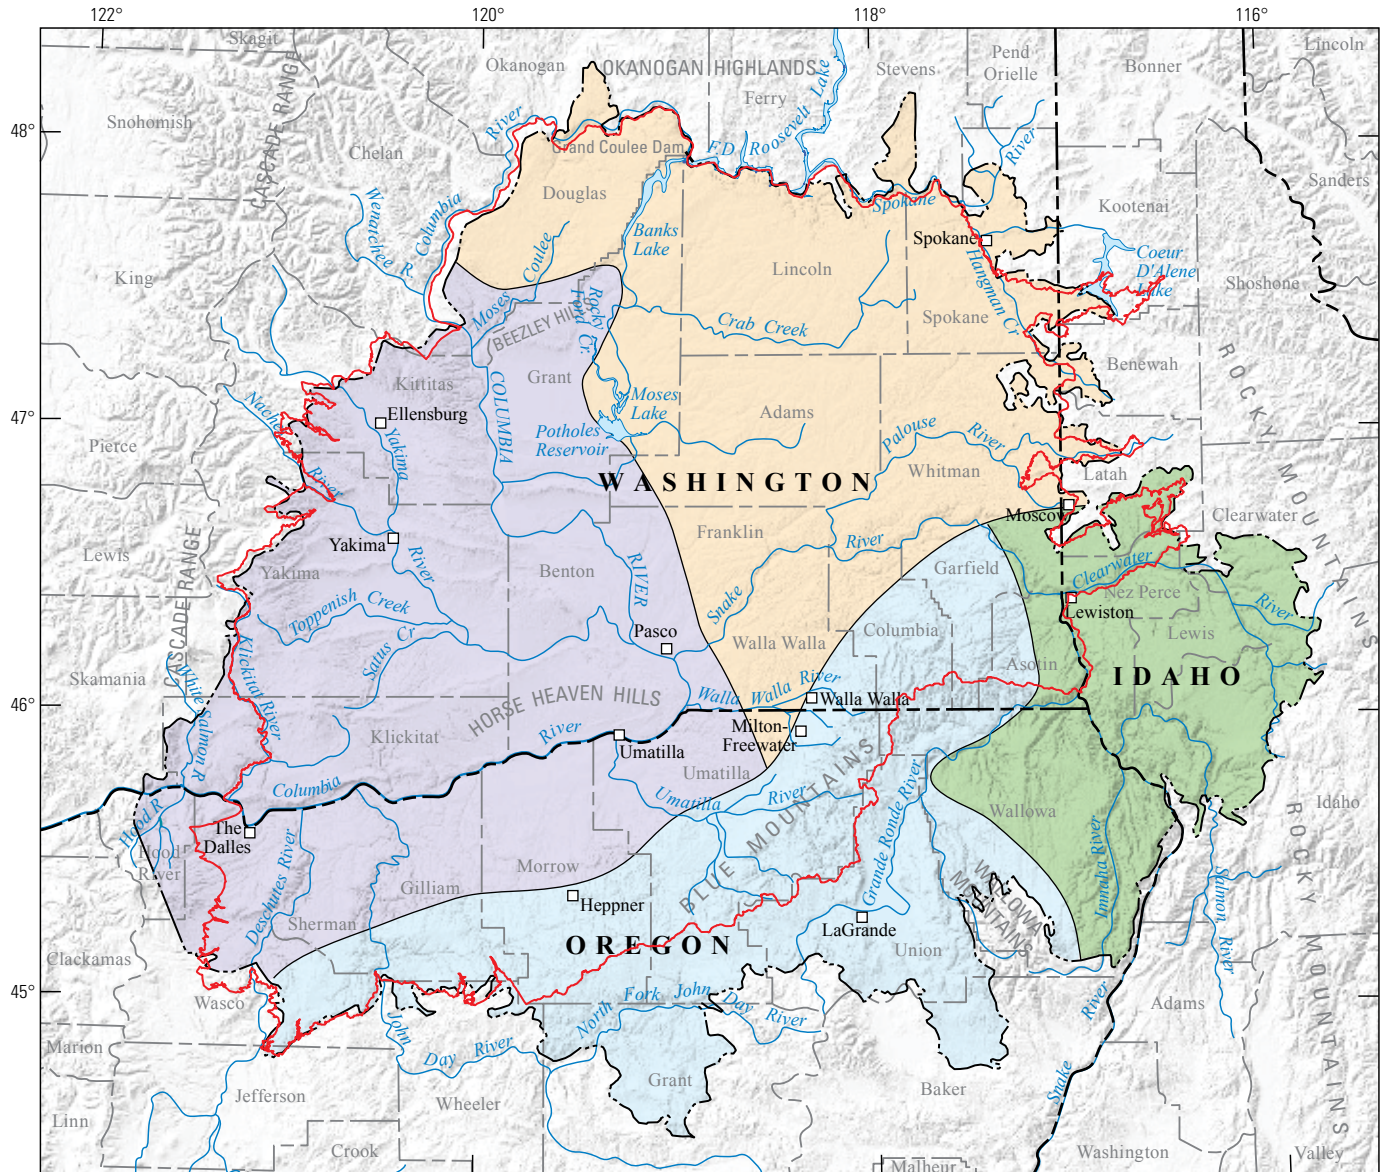 122°
120°
118°
116°
48°
47°
46°
45°
Skagit
Okanogan
OKANOGAN HIGHLANDS
Stevens
Pend
Orielle
Bonner
Lincoln
Ferry
Snohomish
CASCADE RANGE
Chelan
River
Grand Coulee Dam
F.D. Roosevelt Lake
River
Sanders
Douglas
Wenatchee R.
Columbia
Banks
Lake
Spokane
Kootenai
Spokane
Coeur
D'Alene
Lake
King
Moses Coulee
Lincoln
Hangman Cr
Shoshone
Rocky
Ford Cr.
BEEZLEY HILLS
Crab Creek
Spokane
ROCKY MOUNTAINS
Benewah
Kittitas
COLUMBIA
Grant
Moses
Lake
Adams
Ellensburg
Naches
River
Yakima
River
Potholes
Reservoir
Palouse
River
Pierce
WASHINGTON
Whitman
Latah
Moscow
Clearwater
Franklin
Yakima
River
Lewis
CASCADE RANGE
Yakima
Benton
RIVER
Garfield
Clearwater
River
Nez Perce
Lewiston
Toppenish Creek
Snake
Satus Cr
Pasco
Walla Walla
Columbia
Lewis
Klickitat River
Skamania
White
Salmon R
Asotin
IDAHO
HORSE HEAVEN HILLS
Walla Walla River
Walla Walla
Klickitat
River
Milton-
Freewater
Umatilla
Umatilla
Columbia
Umatilla
River
BLUE MOUNTAINS
Wallowa
Idaho
Hood R
The
Dalles
Hood
River
Grande Ronde River
Imnaha River
ROCKY MOUNTAINS
Deschutes River
Morrow
Gilliam
Heppner
WALLOWA
MOUNTAINS
Salmon River
Sherman
LaGrande
OREGON
Union
Clackamas
Wasco
North Fork John Day River
River
Adams
Marion
John
Day River
Snake
Jefferson
Grant
Baker
Wheeler
Linn
Crook
Malheur
Washington
Valley